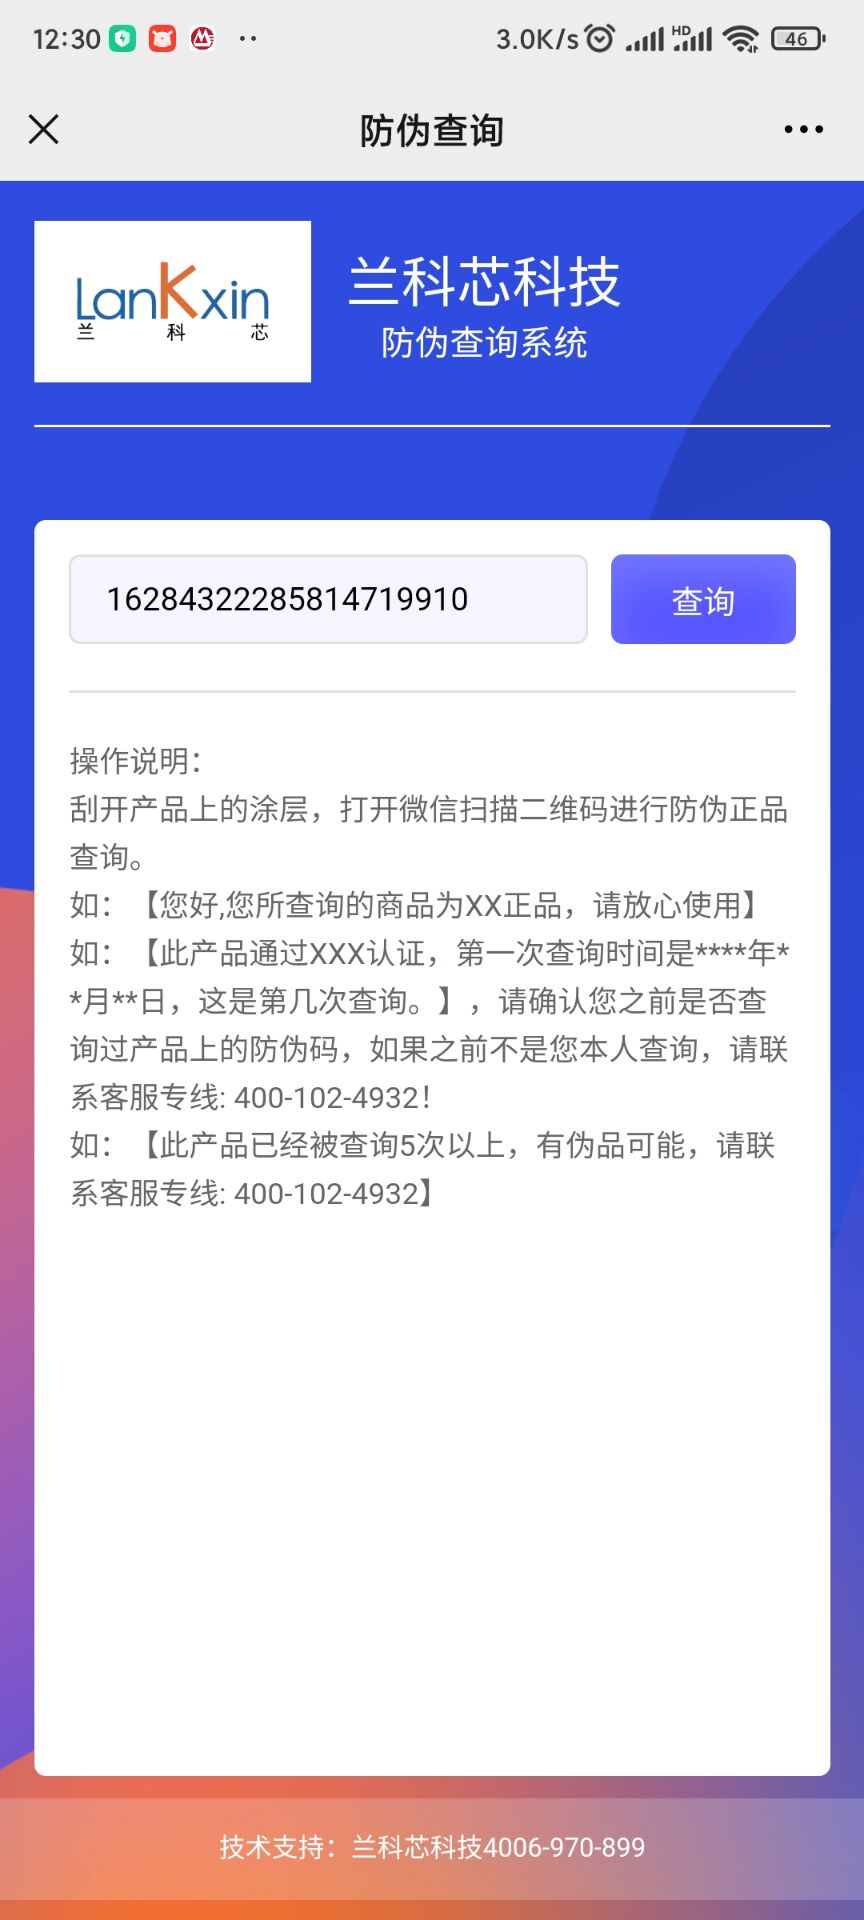 12:30
3.0K/s
HD
46
防伪查询
LanKxin
兰 科 芯
兰科芯科技
防伪查询系统
16284322285814719910
查询
操作说明：
刮开产品上的涂层，打开微信扫描二维码进行防伪正品
查询。
如：【您好,您所查询的商品为XX正品，请放心使用】
如：【此产品通过XXX认证，第一次查询时间是****年*
*月**日，这是第几次查询。】，请确认您之前是否查
询过产品上的防伪码，如果之前不是您本人查询，请联
系客服专线: 400-102-4932！
如：【此产品已经被查询5次以上，有伪品可能，请联
系客服专线: 400-102-4932】
技术支持：兰科芯科技4006-970-899